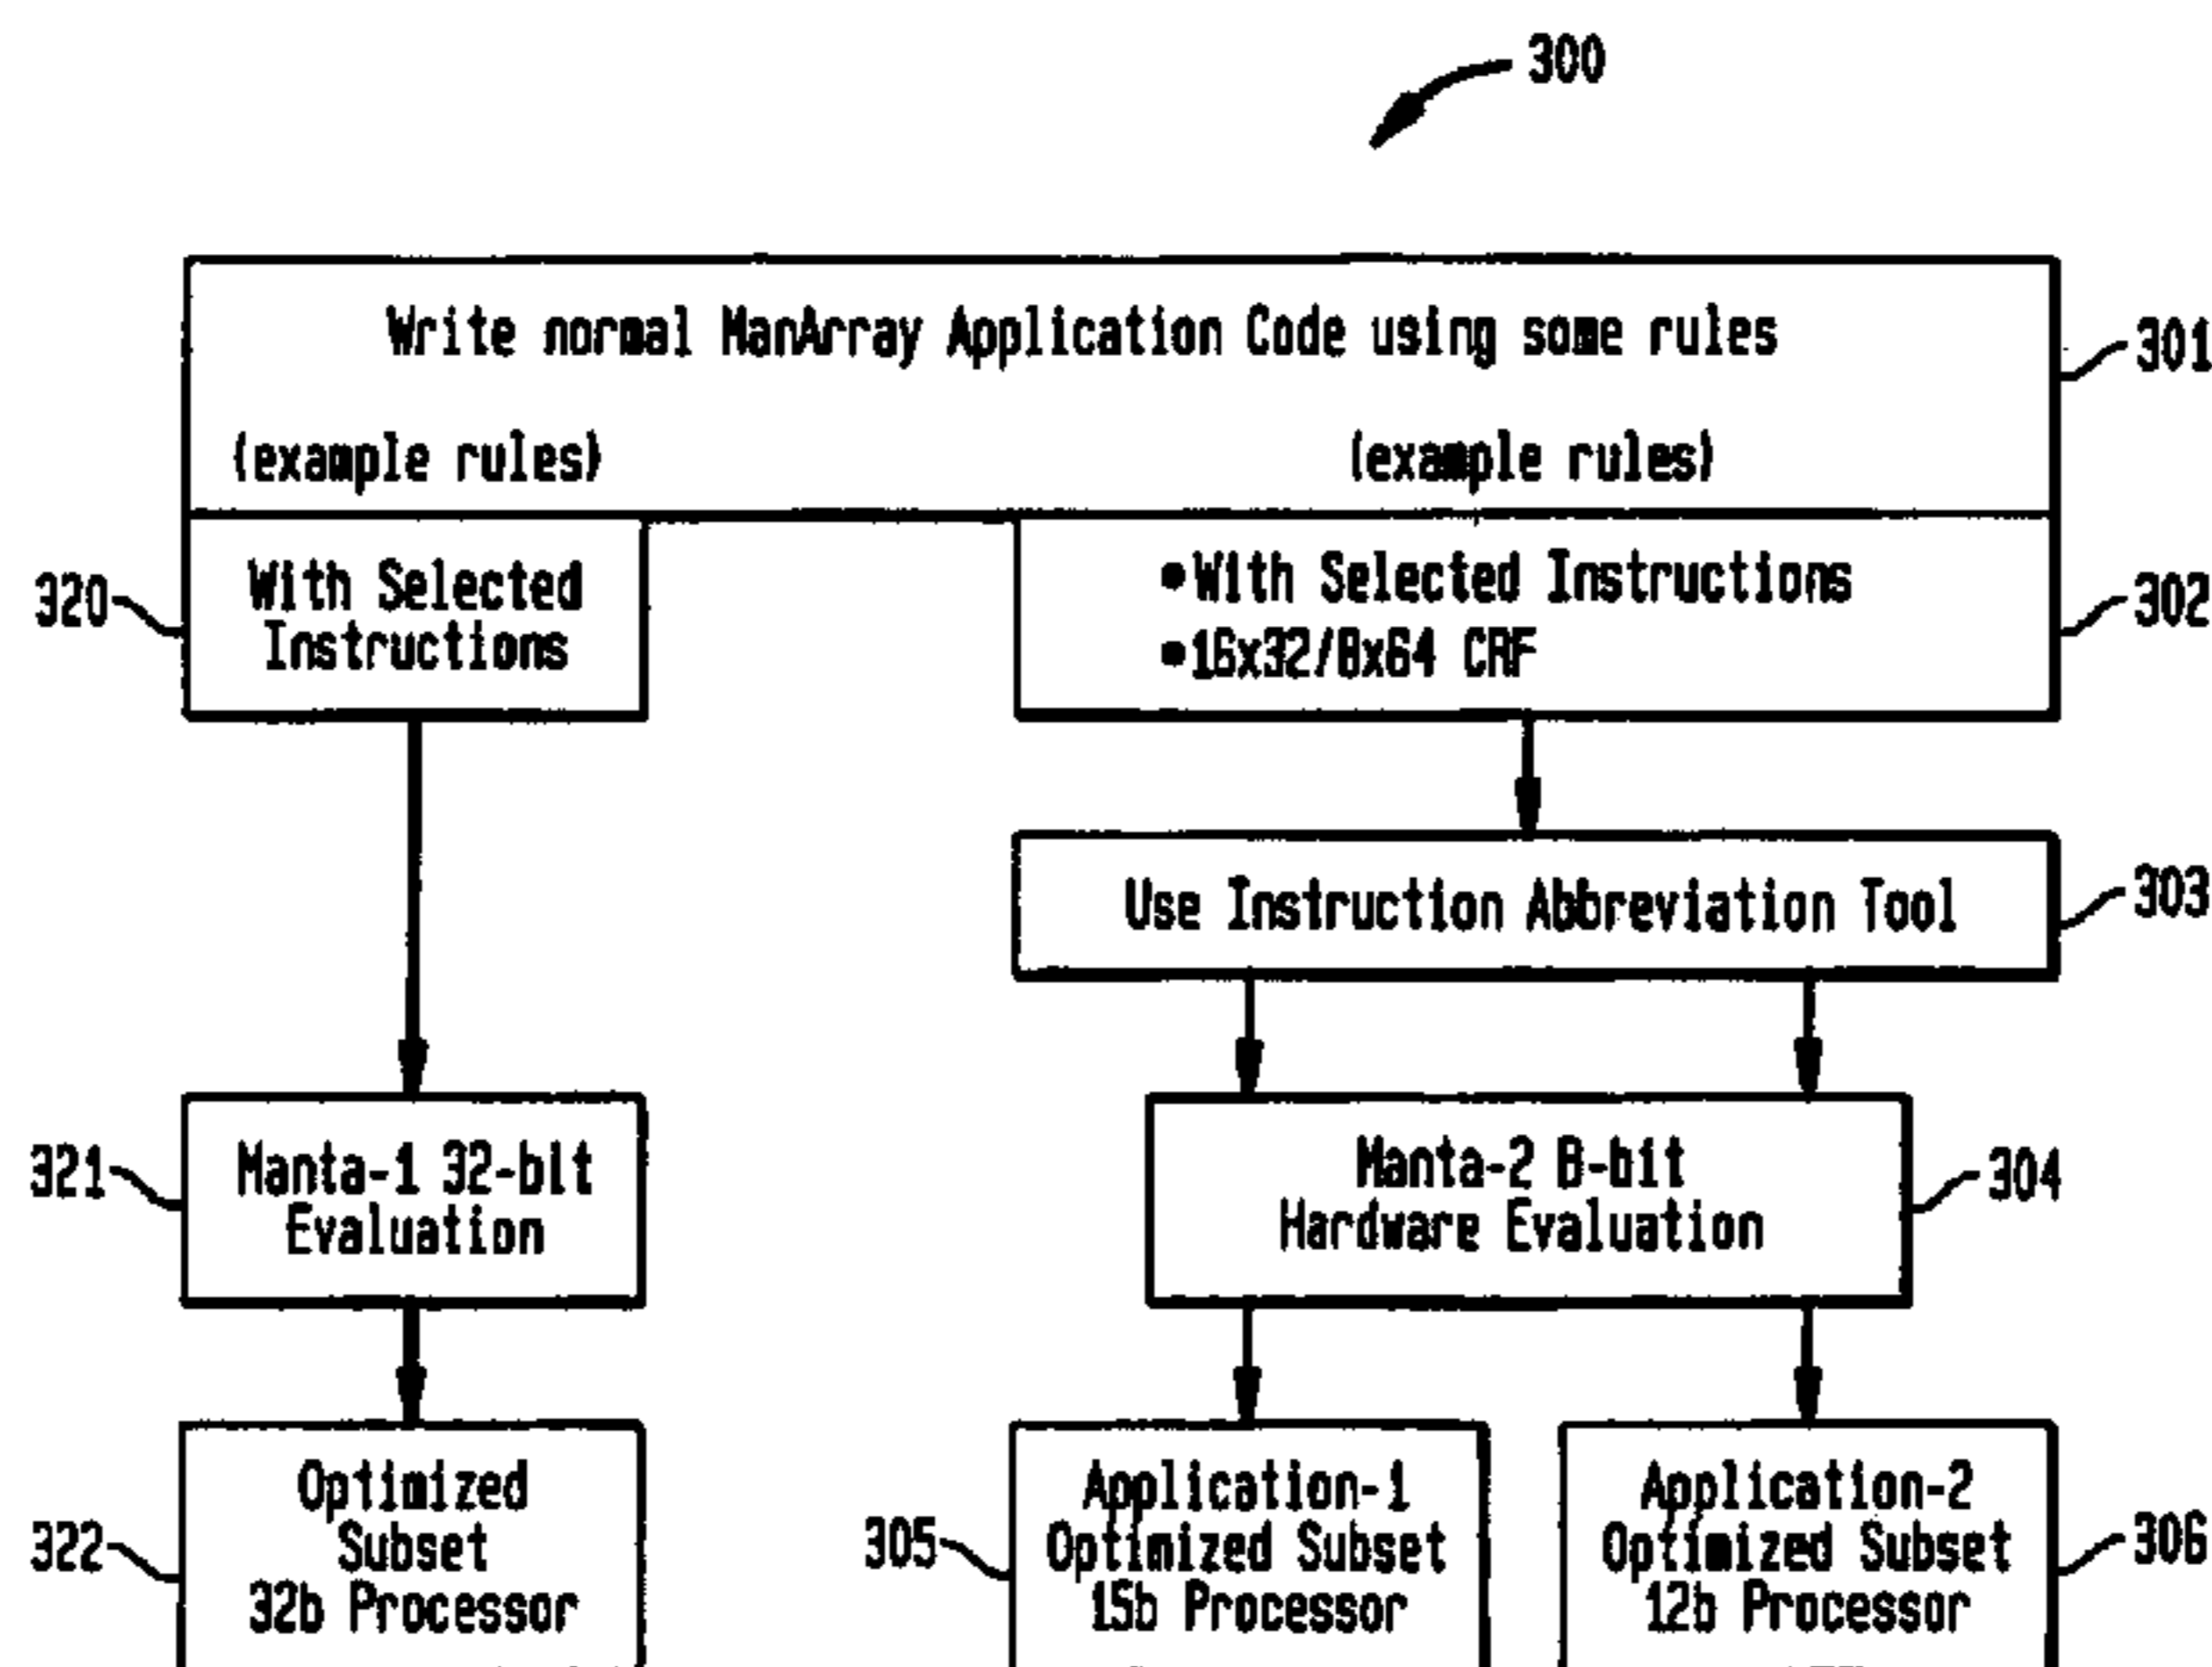 300
Write normal ManArray Application Code using some rules
301
(example rules)
(example rules)
320
With Selected
Instructions
•With Selected Instructions
•16x32/8x64 CRF
302
Use Instruction Abbreviation Tool
303
321
Manta-1 32-bit
Evaluation
Manta-2 B-bit
Hardware Evaluation
304
322
Optimized
Subset
32b Processor
305
Application-1
Optimized Subset
15b Processor
Application-2
Optimized Subset
12b Processor
306